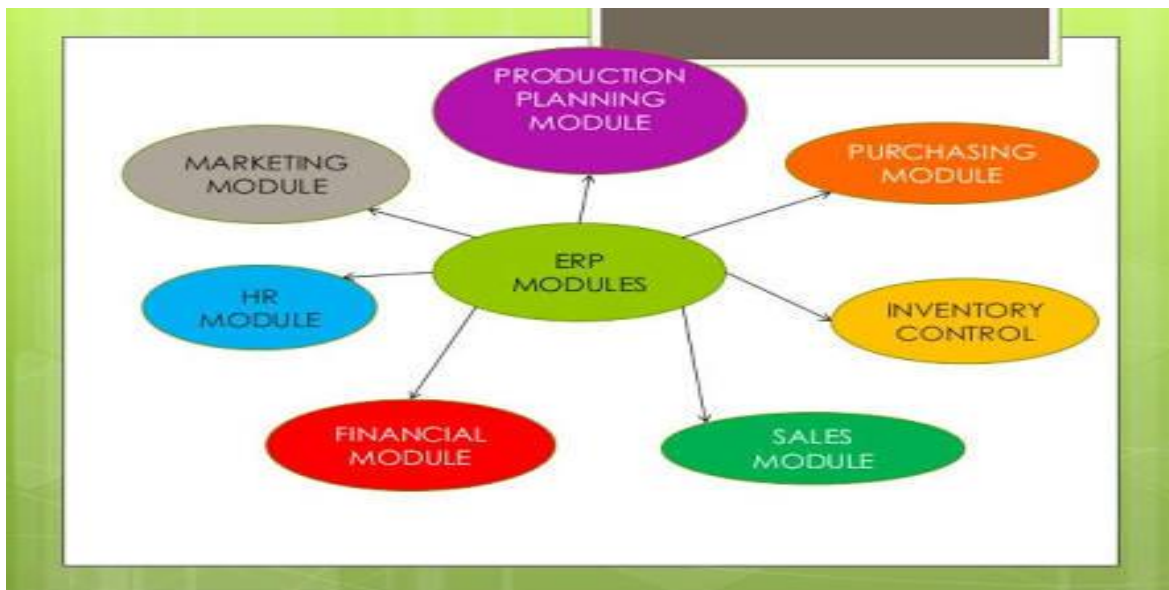 PRODUCTION
PLANNING
MODULE
MARKETING
MODULE
PURCHASING
MODULE
ERP
MODULES
HR
MODULE
INVENTORY
CONTROL
FINANCIAL
MODULE
SALES
MODULE